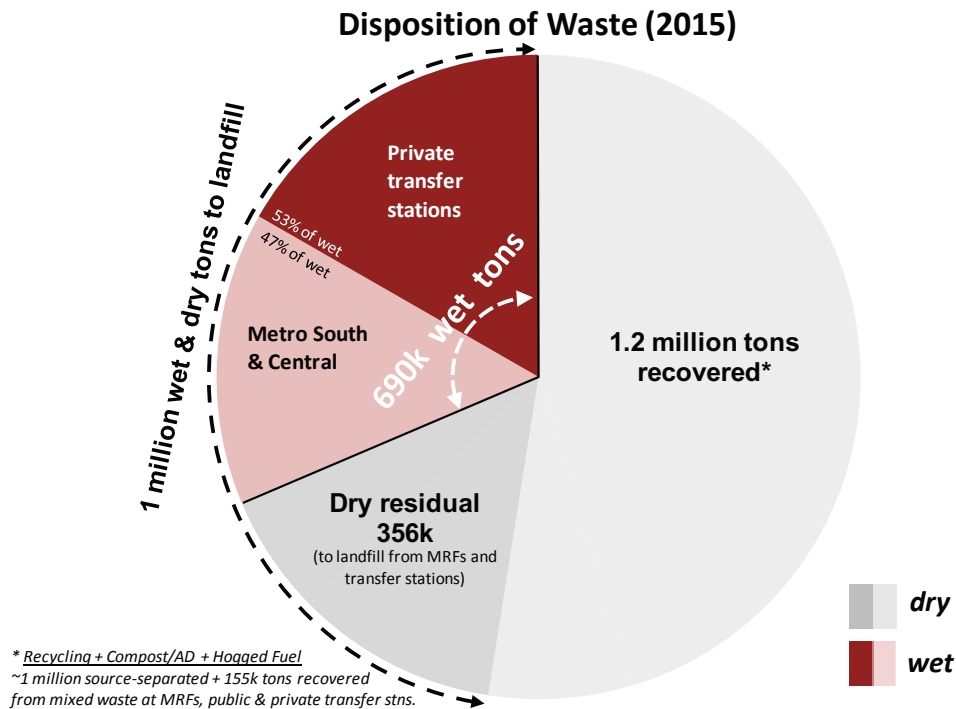 Disposition of Waste (2015)
1 million wet & dry tons to landfill
Private
transfer
stations
53% of wet
47% of wet
690k wet tons
Metro South
& Central
1.2 million tons
recovered*
Dry residual
356k
(to landfill from MRFs and
transfer stations)
dry
wet
* Recycling + Compost/AD + Hogged Fuel
~1 million source-separated + 155k tons recovered
from mixed waste at MRFs, public & private transfer stns.